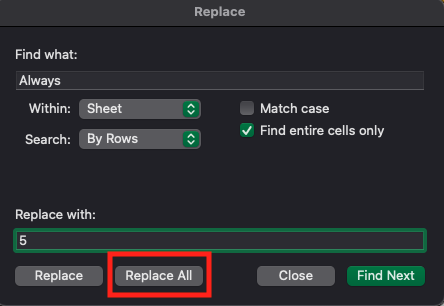 Replace
Find what:
Always
Within: Sheet Match case
Search: By Rows Find entire cells only
Replace with:
5
Replace Replace All Close Find Next